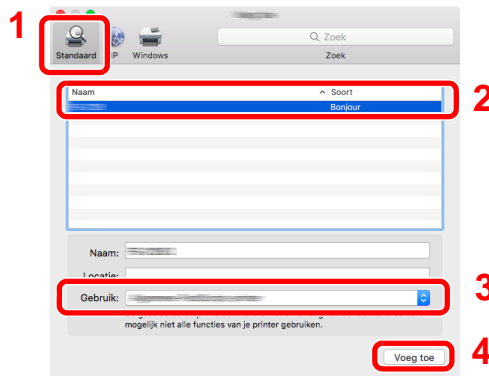 1
Q Zoek
Standaard IP Windows Zoek
Naam Soort
Bonjour
2
Naam:
Locatie:
Gebruik:
3
mogelijk niet alle functies van je printer gebruiken.
Voeg toe
4